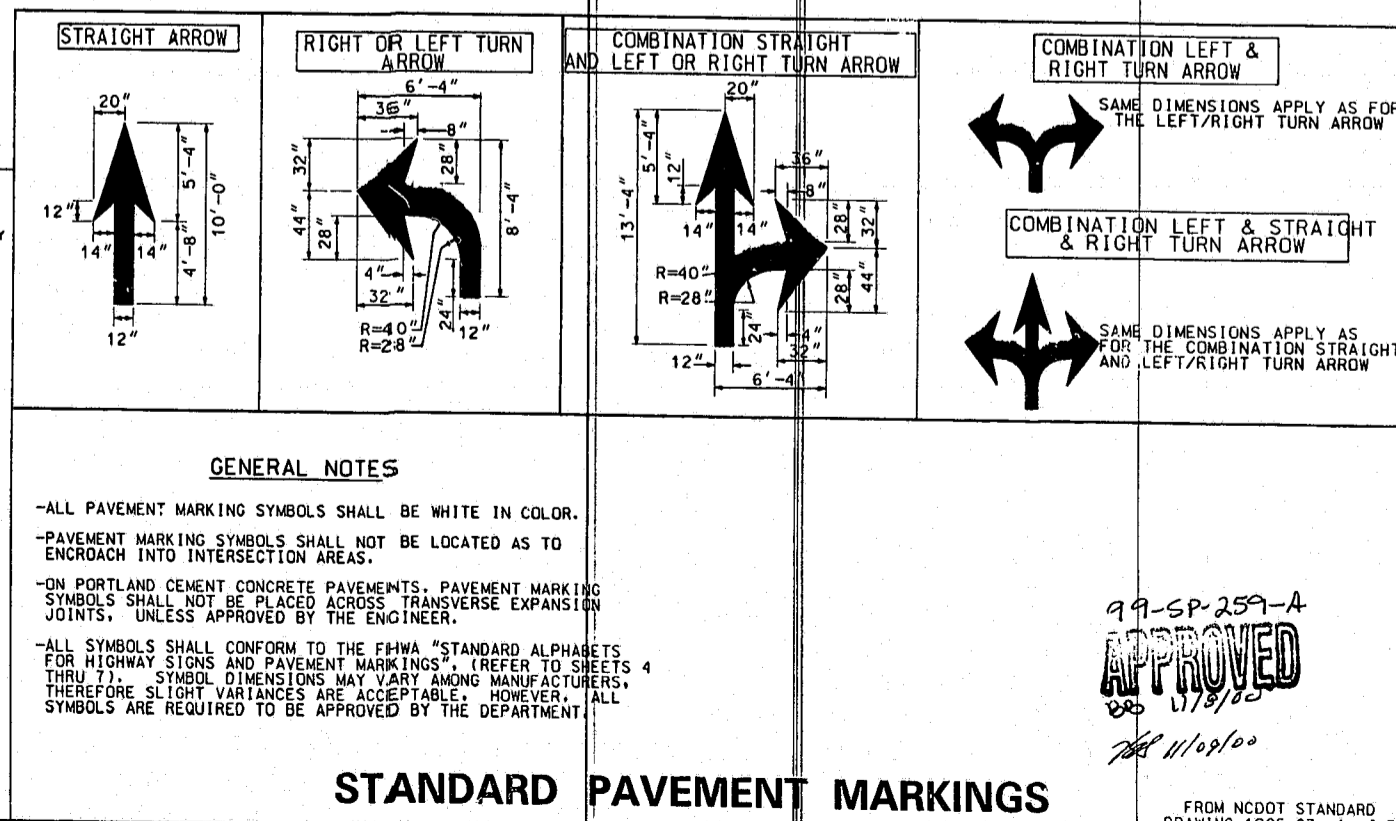 STRAIGHT ARROW
20"
5'-4"
10'-0"
12"
14" 14"
4'-8"
12"
RIGHT OR LEFT TURN
ARROW
6'-4"
36"
8"
32"
28"
44"
28"
8'-4"
4"
32"
24"
R=40"
R=28"
12"
COMBINATION STRAIGHT
AND LEFT OR RIGHT TURN ARROW
20"
5'-4"
12"
36"
8"
13'-4"
14" 14"
28"
32"
R=40"
R=28"
28"
44"
24"
4"
32"
12"
6'-4"
COMBINATION LEFT &
RIGHT TURN ARROW
SAME DIMENSIONS APPLY AS FOR
THE LEFT/RIGHT TURN ARROW
COMBINATION LEFT & STRAIGHT
& RIGHT TURN ARROW
SAME DIMENSIONS APPLY AS
FOR THE COMBINATION STRAIGHT
AND LEFT/RIGHT TURN ARROW
GENERAL NOTES
-ALL PAVEMENT MARKING SYMBOLS SHALL BE WHITE IN COLOR.
-PAVEMENT MARKING SYMBOLS SHALL NOT BE LOCATED AS TO
ENCROACH INTO INTERSECTION AREAS.
-ON PORTLAND CEMENT CONCRETE PAVEMENTS, PAVEMENT MARKING
SYMBOLS SHALL NOT BE PLACED ACROSS TRANSVERSE EXPANSION
JOINTS, UNLESS APPROVED BY THE ENGINEER.
-ALL SYMBOLS SHALL CONFORM TO THE FHWA "STANDARD ALPHABETS
FOR HIGHWAY SIGNS AND PAVEMENT MARKINGS". (REFER TO SHEETS 4
THRU 7). SYMBOL DIMENSIONS MAY VARY AMONG MANUFACTURERS,
THEREFORE SLIGHT VARIANCES ARE ACCEPTABLE. HOWEVER, ALL
SYMBOLS ARE REQUIRED TO BE APPROVED BY THE DEPARTMENT.
99-SP-259-A
APPROVED
BB 11/8/00
11/09/00
STANDARD PAVEMENT MARKINGS
FROM NCDOT STANDARD